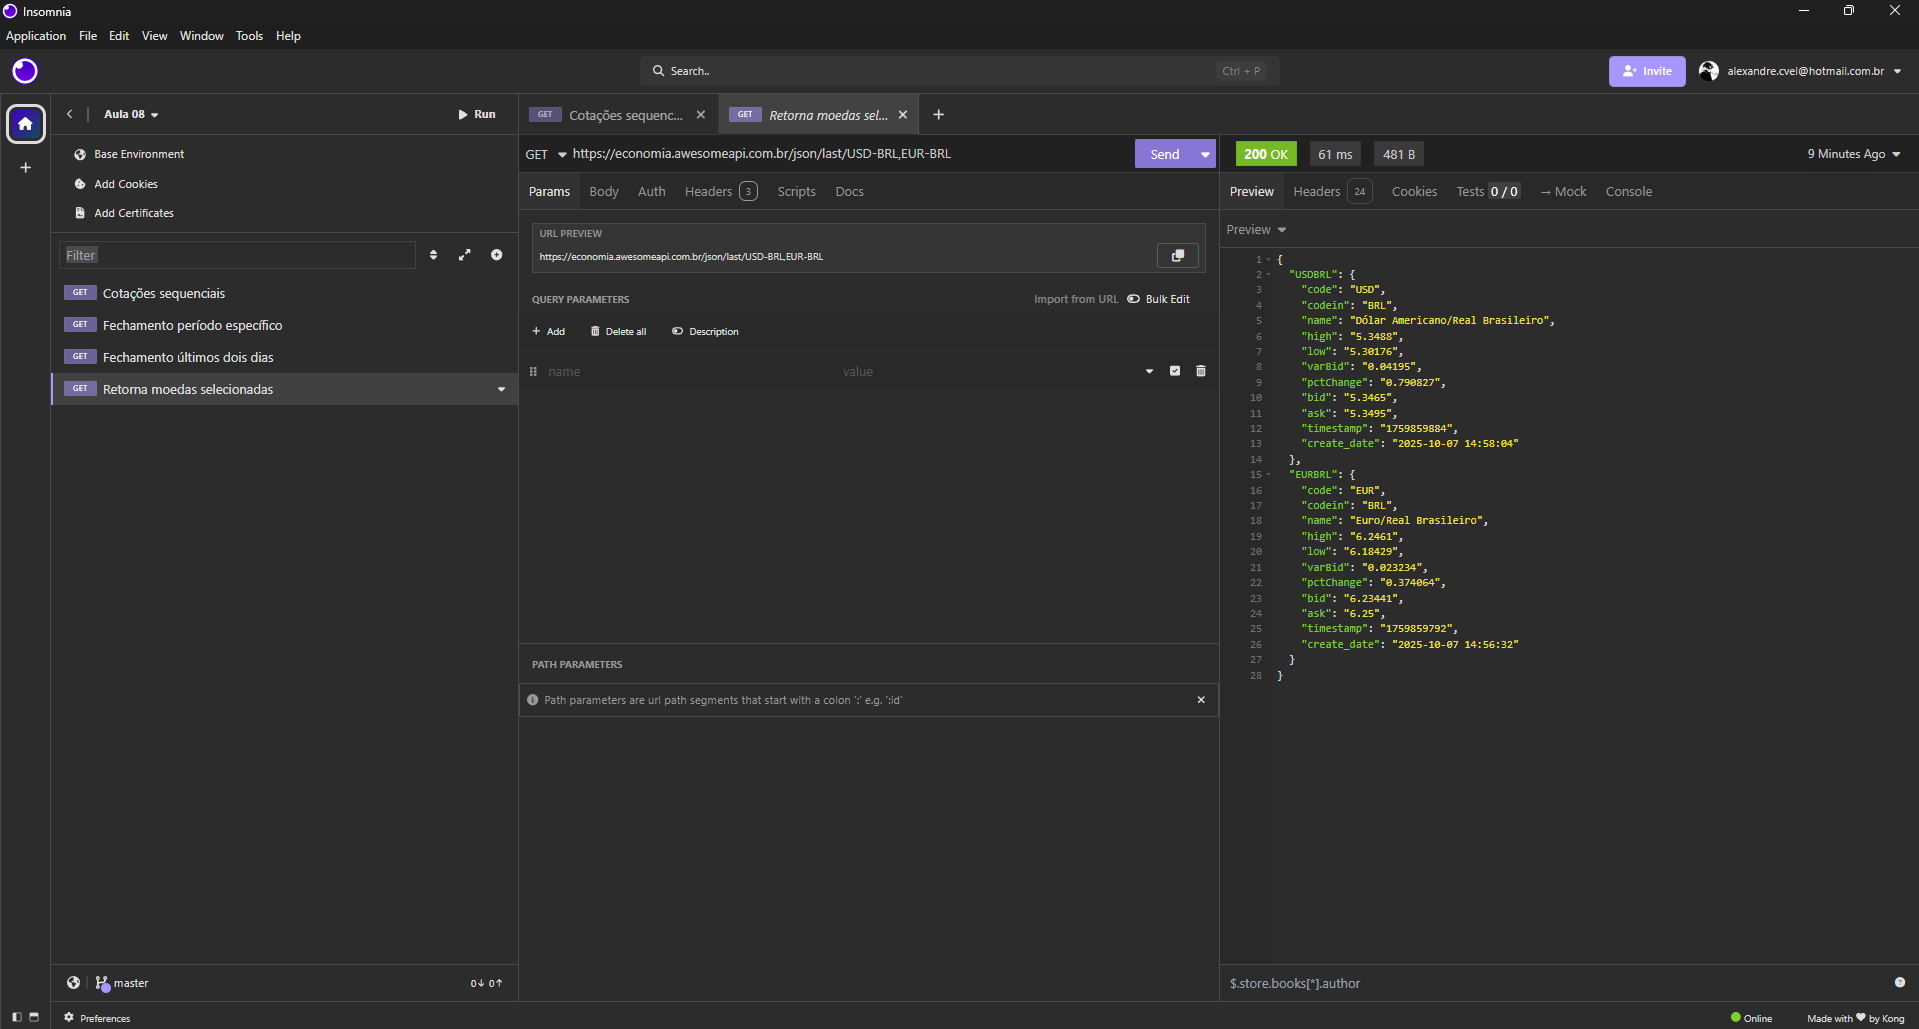 Insomnia
Application File Edit View Window Tools Help
Search.. Ctrl + P
Invite alexandre.cvel@hotmail.com.br
Aula 08 Run
Base Environment
Add Cookies
Add Certificates
Filter
GET Cotações sequenciais
GET Fechamento período específico
GET Fechamento últimos dois dias
GET Retorna moedas selecionadas
master 0↓ 0↑
Preferences
GET Cotações sequenc...
GET Retorna moedas sel...
GET https://economia.awesomeapi.com.br/json/last/USD-BRL,EUR-BRL Send
Params Body Auth Headers 3 Scripts Docs
URL PREVIEW
https://economia.awesomeapi.com.br/json/last/USD-BRL,EUR-BRL
QUERY PARAMETERS Import from URL Bulk Edit
+ Add Delete all Description
name value
PATH PARAMETERS
Path parameters are url path segments that start with a colon ':' e.g. ':id'
200 OK 61 ms 481 B 9 Minutes Ago
Preview Headers 24 Cookies Tests 0 / 0 → Mock Console
Preview
1 {
2 "USDBRL": {
3 "code": "USD",
4 "codein": "BRL",
5 "name": "Dólar Americano/Real Brasileiro",
6 "high": "5.3488",
7 "low": "5.30176",
8 "varBid": "0.04195",
9 "pctChange": "0.790827",
10 "bid": "5.3465",
11 "ask": "5.3495",
12 "timestamp": "1759859884",
13 "create_date": "2025-10-07 14:58:04"
14 },
15 "EURBRL": {
16 "code": "EUR",
17 "codein": "BRL",
18 "name": "Euro/Real Brasileiro",
19 "high": "6.2461",
20 "low": "6.18429",
21 "varBid": "0.023234",
22 "pctChange": "0.374064",
23 "bid": "6.23441",
24 "ask": "6.25",
25 "timestamp": "1759859792",
26 "create_date": "2025-10-07 14:56:32"
27 }
28 }
$.store.books[*].author
Online Made with ♥ by Kong